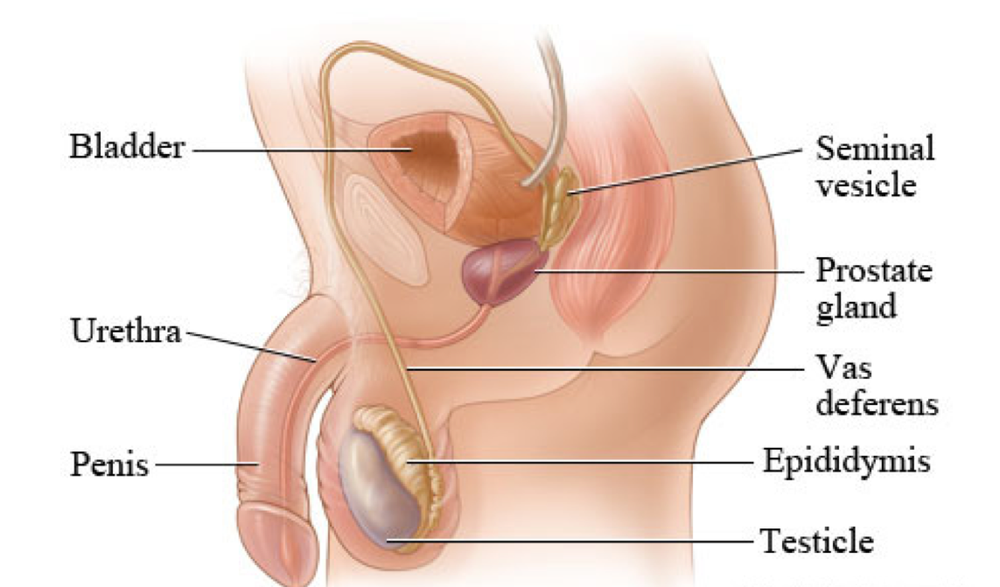 Bladder
Seminal
vesicle
Prostate
gland
Urethra
Vas
deferens
Penis
Epididymis
Testicle